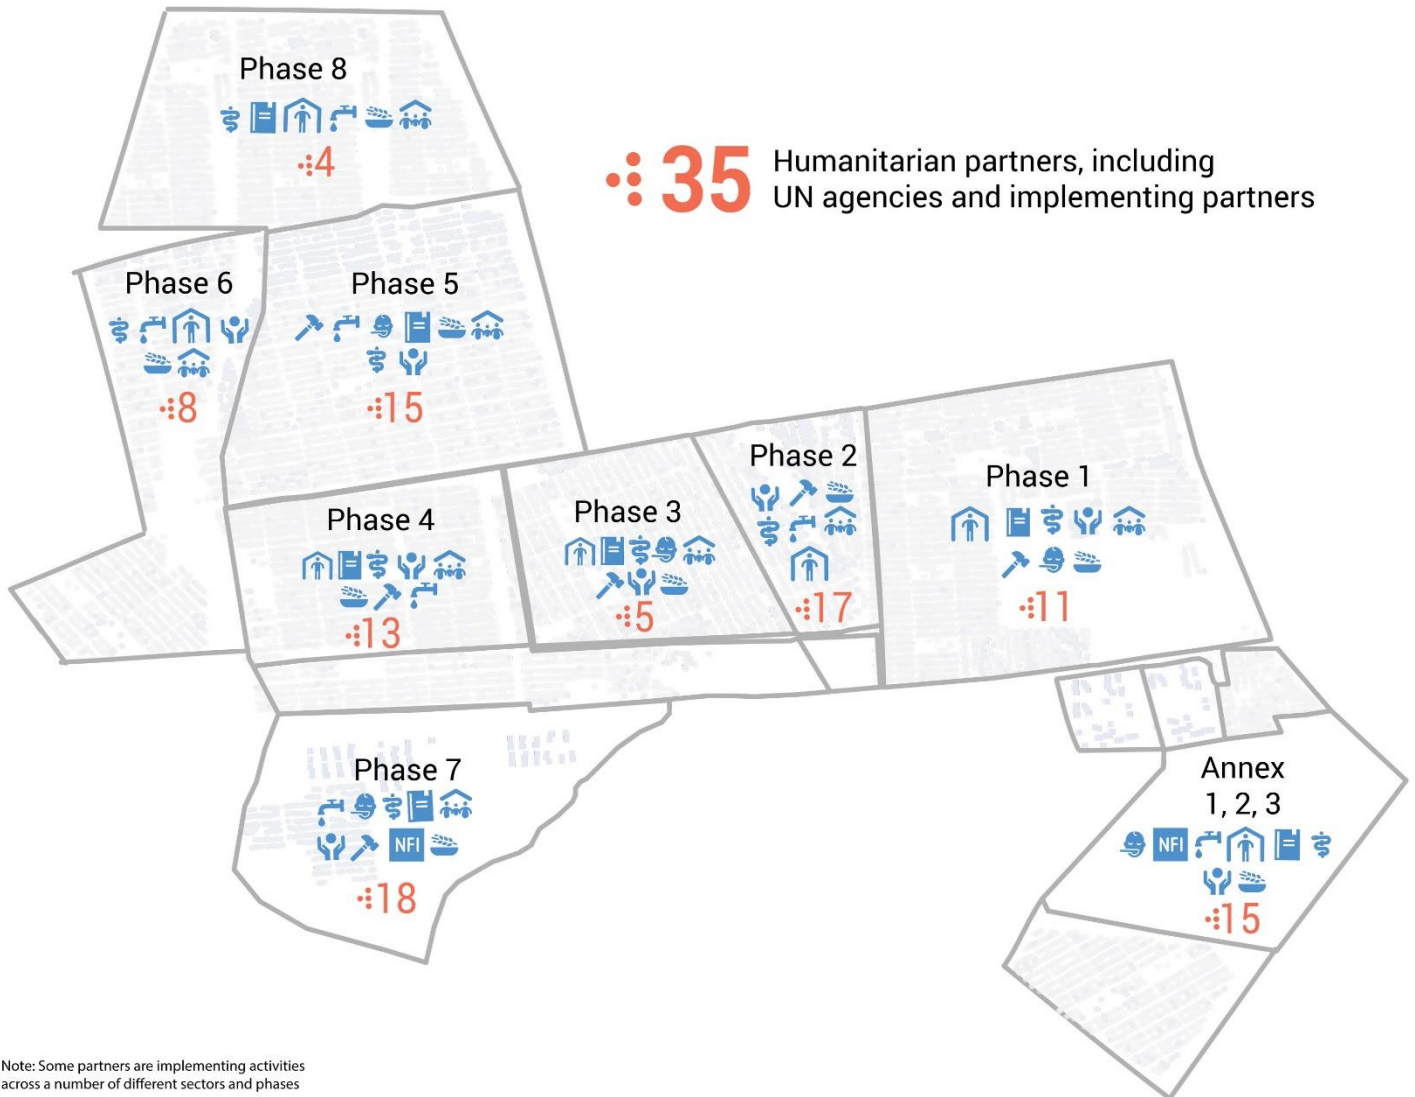 Phase 8
4
35
Humanitarian partners, including
UN agencies and implementing partners
Phase 6
8
Phase 5
15
Phase 4
13
Phase 3
5
Phase 2
17
Phase 1
11
Phase 7
NFI
18
Annex
1, 2, 3
NFI
15
Note: Some partners are implementing activities
across a number of different sectors and phases